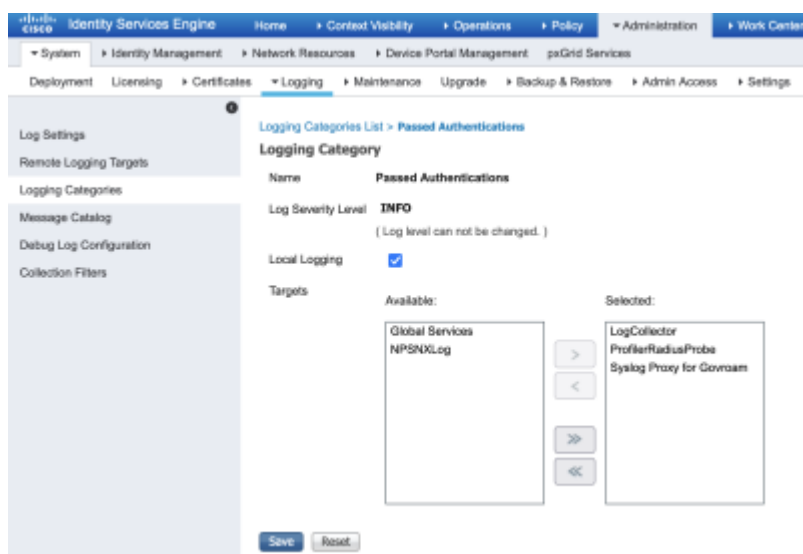 cisco Identity Services Engine Home Context Visibility Operations Policy Administration Work Center
System Identity Management Network Resources Device Portal Management pxGrid Services
Deployment Licensing Certificates Logging Maintenance Upgrade Backup & Restore Admin Access Settings
Log Settings
Remote Logging Targets
Logging Categories
Message Catalog
Debug Log Configuration
Collection Filters
Logging Categories List > Passed Authentications
Logging Category
Name Passed Authentications
Log Severity Level INFO
( Log level can not be changed. )
Local Logging
Targets
Available:
Global Services
NPSNXLog
>
<
>>
<<
Selected:
LogCollector
ProfilerRadiusProbe
Syslog Proxy for Govroam
Save Reset